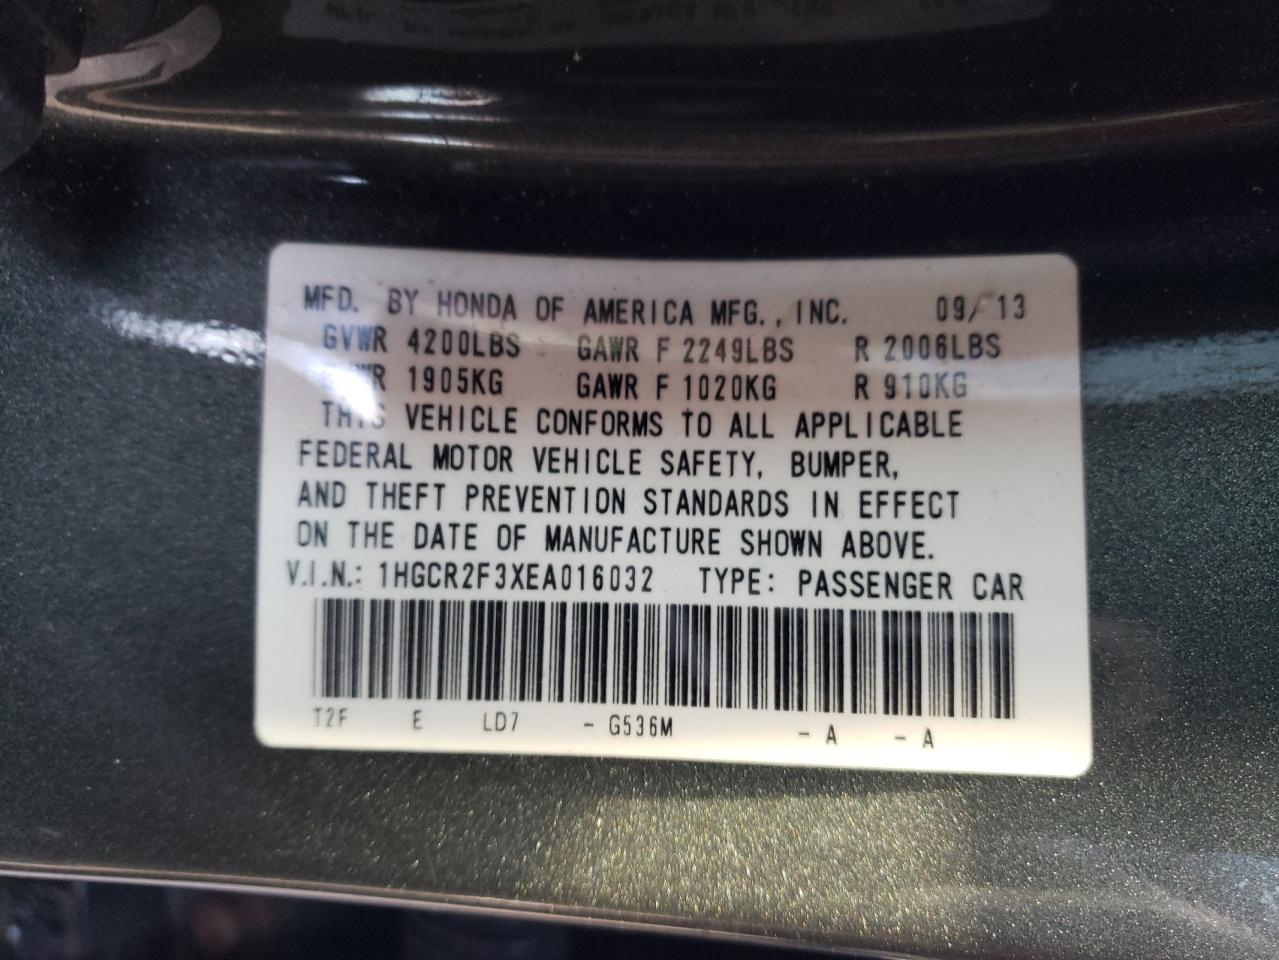 MFD. BY HONDA OF AMERICA MFG., INC. 09/ 13
GVWR 4200LBS GAWR F 2249LBS R 2006LBS
1905KG GAWR F 1020KG R 910KG
THIS VEHICLE CONFORMS TO ALL APPLICABLE
FEDERAL MOTOR VEHICLE SAFETY, BUMPER,
AND THEFT PREVENTION STANDARDS IN EFFECT
ON THE DATE OF MANUFACTURE SHOWN ABOVE.
V.I.N.: 1HGCR2F3XEA016032 TYPE: PASSENGER CAR
T2F E LD7 - G536M - A - A